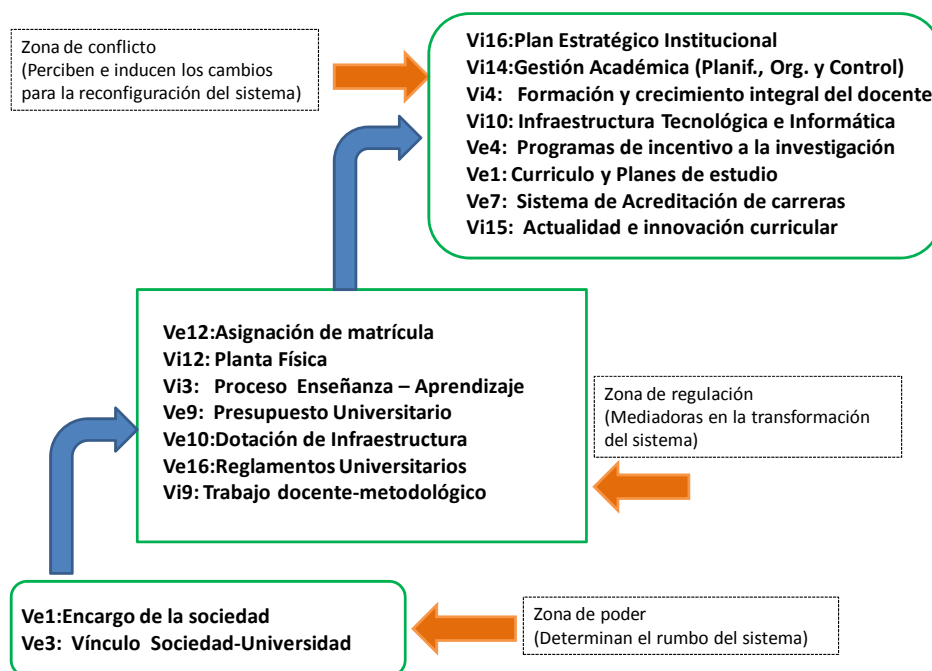 Zona de conflicto
(Perciben e inducen los cambios
para la reconfiguración del sistema)
Vi16:Plan Estratégico Institucional
Vi14:Gestión Académica (Planif., Org. y Control)
Vi4: Formación y crecimiento integral del docente
Vi10: Infraestructura Tecnológica e Informática
Ve4: Programas de incentivo a la investigación
Ve1: Curriculo y Planes de estudio
Ve7: Sistema de Acreditación de carreras
Vi15: Actualidad e innovación curricular
Ve12:Asignación de matrícula
Vi12: Planta Física
Vi3: Proceso Enseñanza – Aprendizaje
Ve9: Presupuesto Universitario
Ve10:Dotación de Infraestructura
Ve16:Reglamentos Universitarios
Vi9: Trabajo docente-metodológico
Zona de regulación
(Mediadoras en la transformación
del sistema)
Ve1:Encargo de la sociedad
Ve3: Vínculo Sociedad-Universidad
Zona de poder
(Determinan el rumbo del sistema)